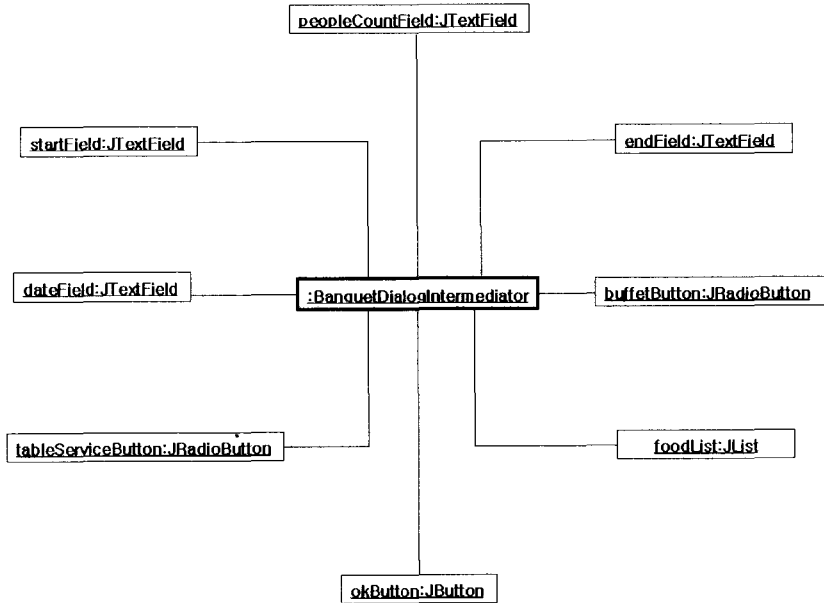 peopleCountField:JTextField
startField:JTextField
endField:JTextField
dateField:JTextField
:BanquetDialogIntermediator
buffetButton:JRadioButton
tableServiceButton:JRadioButton
foodList:JList
okButton:JButton